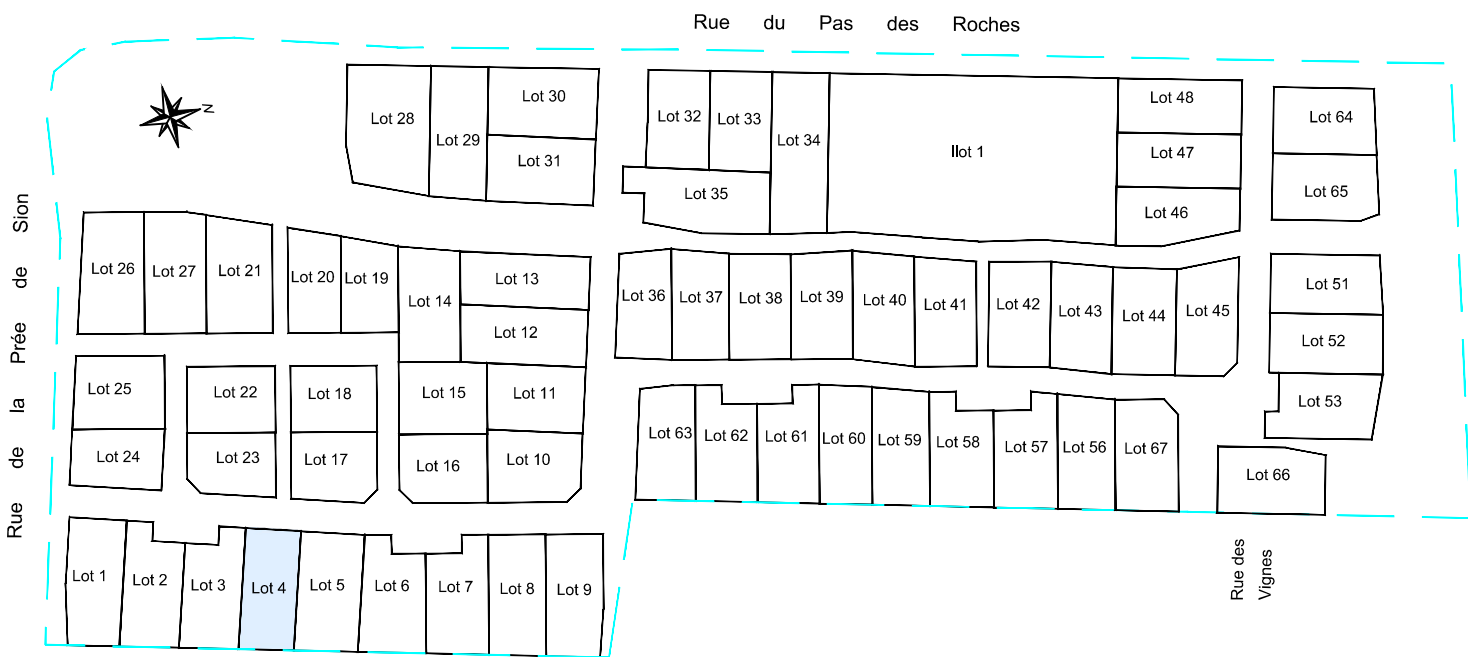 Rue du Pas des Roches
N
Rue de la Prée de Sion
Lot 28
Lot 29
Lot 30
Lot 31
Lot 32
Lot 33
Lot 34
Lot 35
Ilot 1
Lot 48
Lot 47
Lot 46
Lot 64
Lot 65
Lot 26
Lot 27
Lot 21
Lot 20
Lot 19
Lot 14
Lot 13
Lot 12
Lot 36
Lot 37
Lot 38
Lot 39
Lot 40
Lot 41
Lot 42
Lot 43
Lot 44
Lot 45
Lot 51
Lot 52
Lot 53
Lot 25
Lot 24
Lot 22
Lot 23
Lot 18
Lot 17
Lot 15
Lot 16
Lot 11
Lot 10
Lot 63
Lot 62
Lot 61
Lot 60
Lot 59
Lot 58
Lot 57
Lot 56
Lot 67
Lot 66
Lot 1
Lot 2
Lot 3
Lot 4
Lot 5
Lot 6
Lot 7
Lot 8
Lot 9
Rue des
Vignes